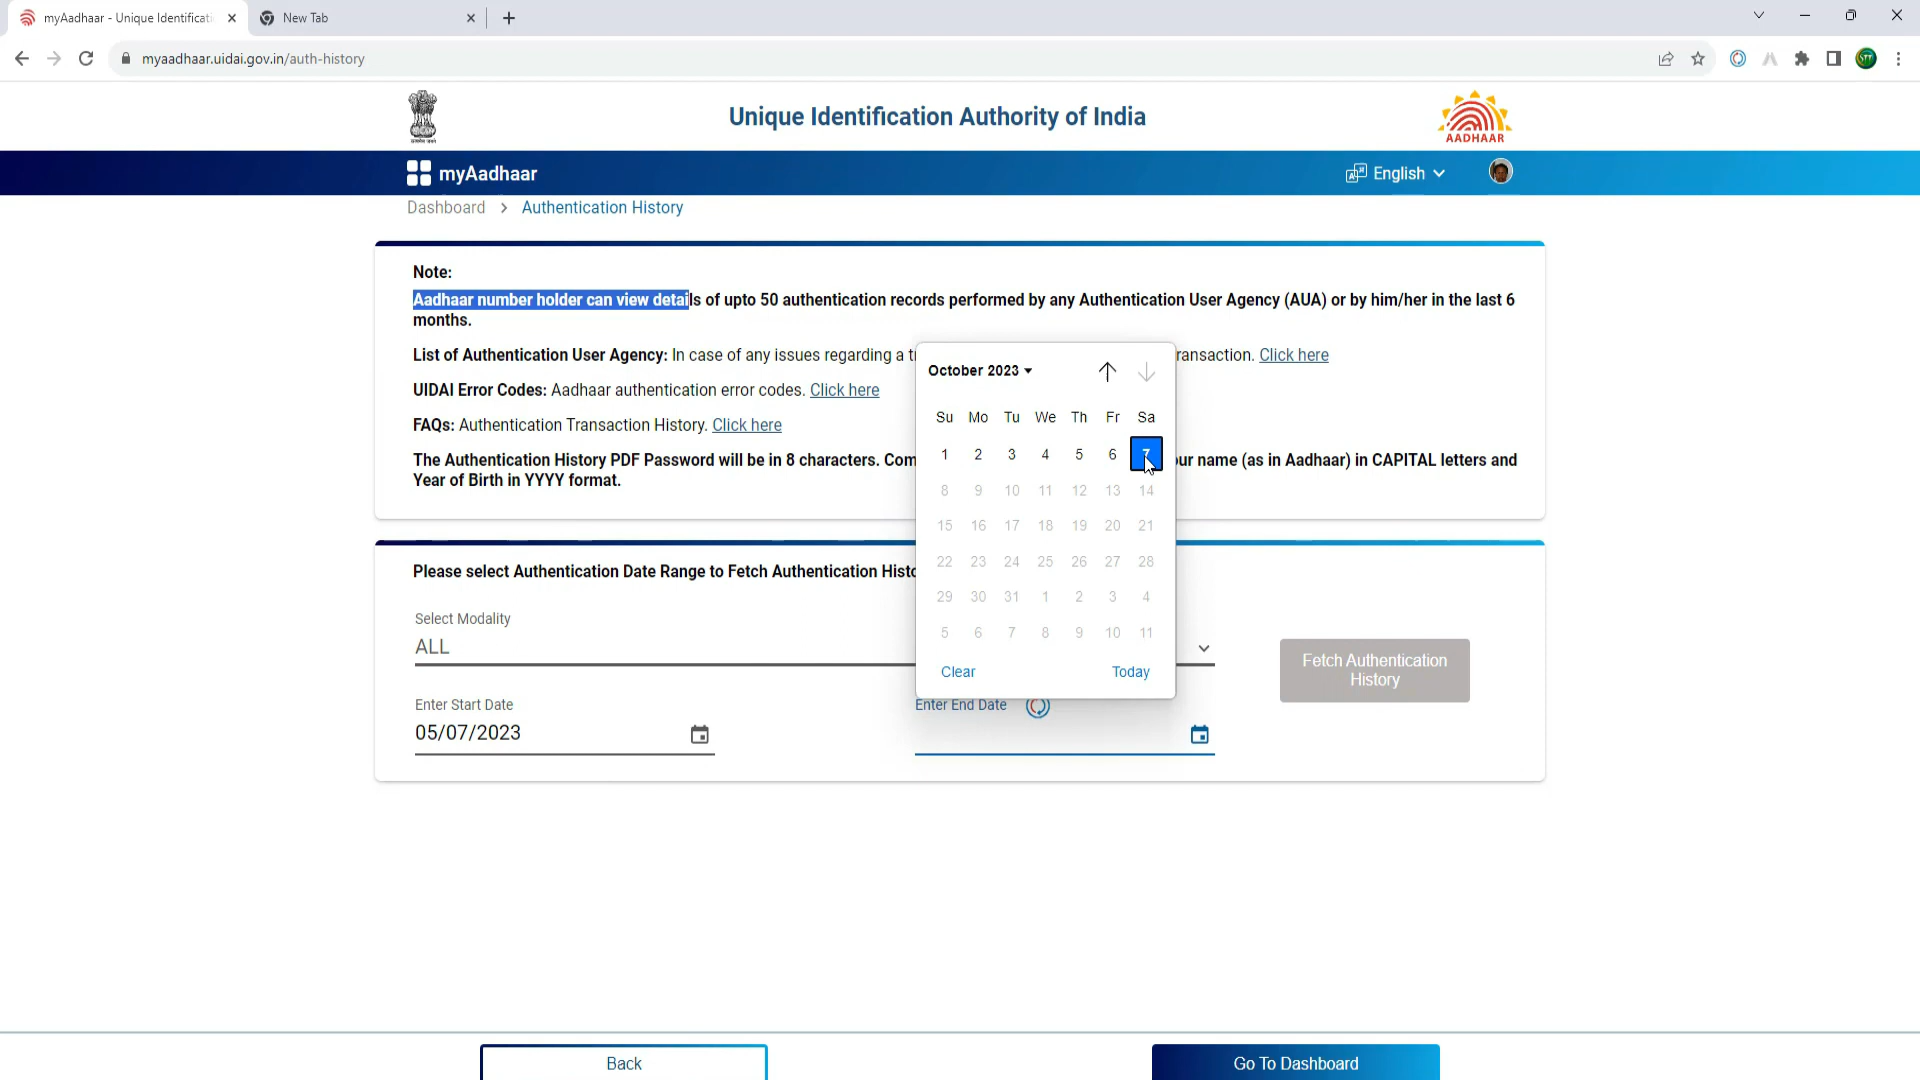 myAadhaar - Unique Identificati
New Tab
myaadhaar.uidai.gov.in/auth-history
Unique Identification Authority of India
AADHAAR
myAadhaar
English
Dashboard > Authentication History
Note:
Aadhaar number holder can view details of upto 50 authentication records performed by any Authentication User Agency (AUA) or by him/her in the last 6
months.
List of Authentication User Agency: In case of any issues regarding a tr ransaction. Click here
UIDAI Error Codes: Aadhaar authentication error codes. Click here
FAQs: Authentication Transaction History. Click here
The Authentication History PDF Password will be in 8 characters. Com ur name (as in Aadhaar) in CAPITAL letters and
Year of Birth in YYYY format.
October 2023
Su Mo Tu We Th Fr Sa
1 2 3 4 5 6 7
8 9 10 11 12 13 14
15 16 17 18 19 20 21
22 23 24 25 26 27 28
29 30 31 1 2 3 4
5 6 7 8 9 10 11
Clear Today
Please select Authentication Date Range to Fetch Authentication Histo
Select Modality
ALL
Fetch Authentication
History
Enter Start Date
05/07/2023
Enter End Date
Back
Go To Dashboard